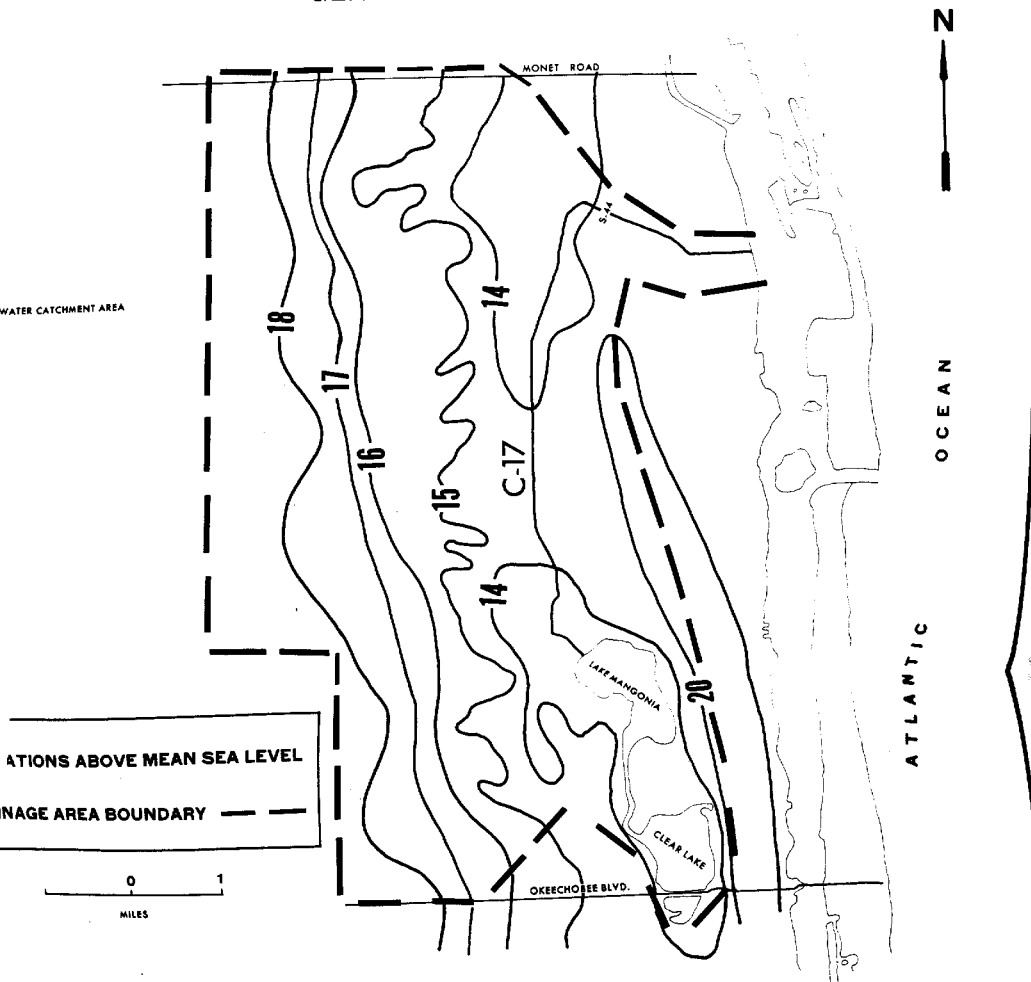 N
MONET ROAD
S-44
WATER CATCHMENT AREA
18
14
17
OCEAN
16
C-17
15
14
LAKE MANGONIA
20
ATLANTIC
ATIONS ABOVE MEAN SEA LEVEL
NAGE AREA BOUNDARY
CLEAR LAKE
OKEECHOBEE BLVD.
0 1
MILES